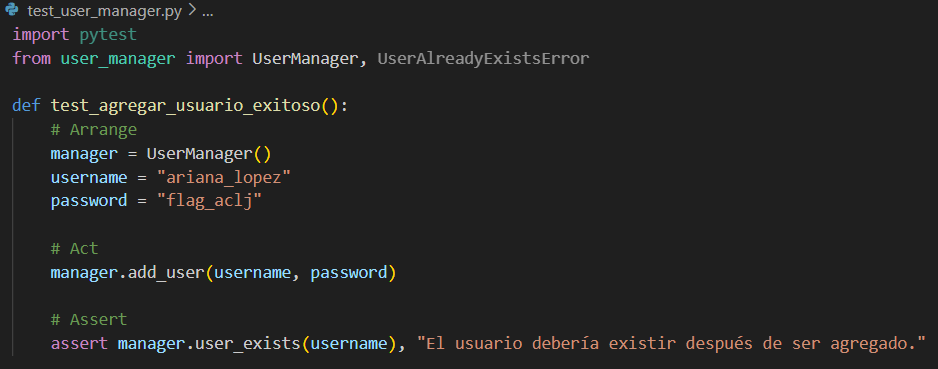 test_user_manager.py > ...
import pytest
from user_manager import UserManager, UserAlreadyExistsError
def test_agregar_usuario_exitoso():
# Arrange
manager = UserManager()
username = "ariana_lopez"
password = "flag_aclj"
# Act
manager.add_user(username, password)
# Assert
assert manager.user_exists(username), "El usuario debería existir después de ser agregado."